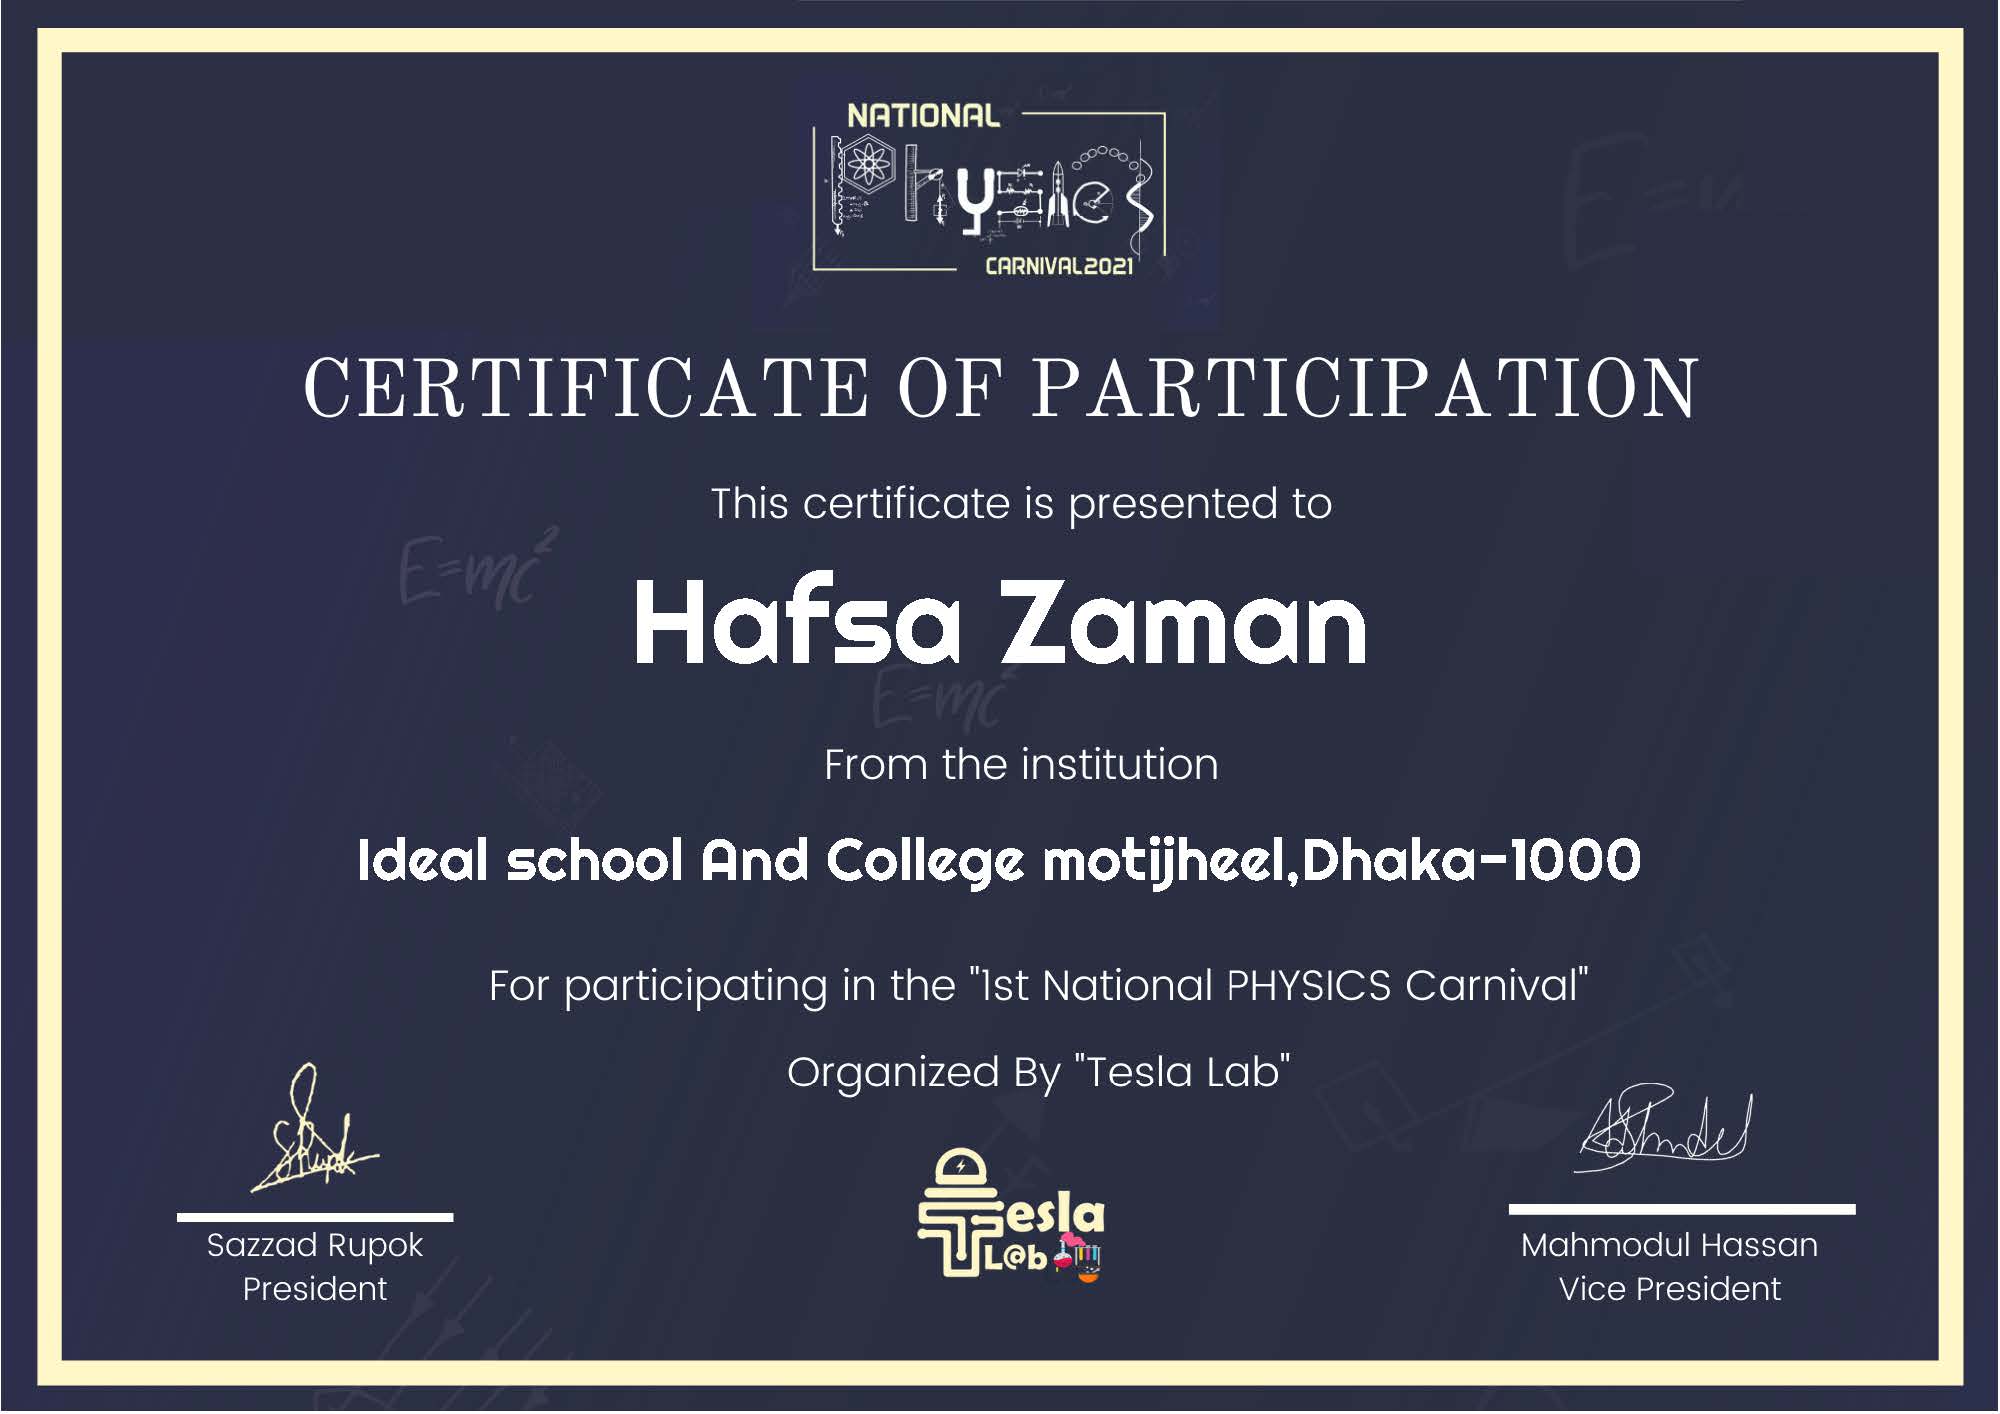 NATIONAL
Physics
CARNIVAL2021
CERTIFICATE OF PARTICIPATION
This certificate is presented to
E=mc²
Hafsa Zaman
E=mc²
From the institution
Ideal school And College motijheel,Dhaka-1000
For participating in the "1st National PHYSICS Carnival"
Organized By "Tesla Lab"
Tesla
L@b
Sazzad Rupok
President
Mahmodul Hassan
Vice President